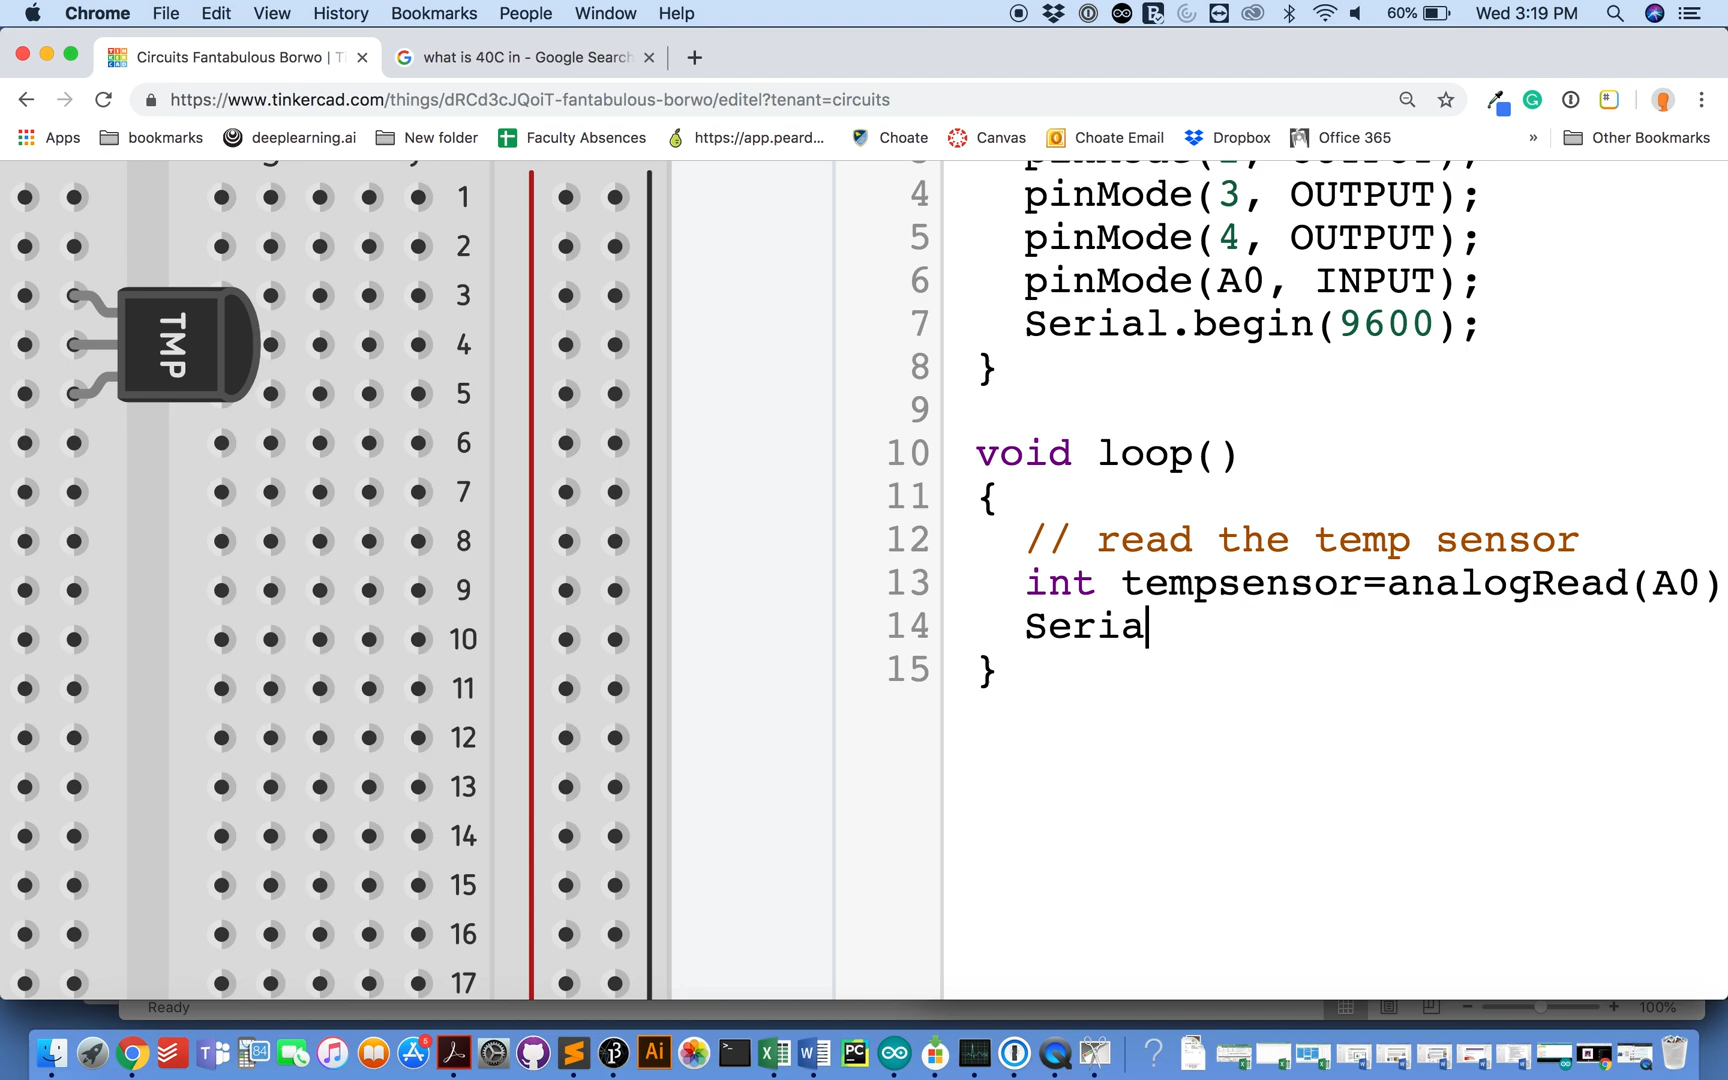 Chrome File Edit View History Bookmarks People Window Help 60% Wed 3:19 PM
Circuits Fantabulous Borwo | T
what is 40C in - Google Search
https://www.tinkercad.com/things/dRCd3cJQoiT-fantabulous-borwo/editel?tenant=circuits
Apps bookmarks deeplearning.ai New folder Faculty Absences https://app.peard... Choate Canvas Choate Email Dropbox Office 365 » Other Bookmarks
1
2
3
4
5
6
7
8
9
10
11
12
13
14
15
16
17
TMP
4 pinMode(3, OUTPUT);
5 pinMode(4, OUTPUT);
6 pinMode(A0, INPUT);
7 Serial.begin(9600);
8 }
9
10 void loop()
11 {
12 // read the temp sensor
13 int tempsensor=analogRead(A0)
14 Seria
15 }
Ready
100%